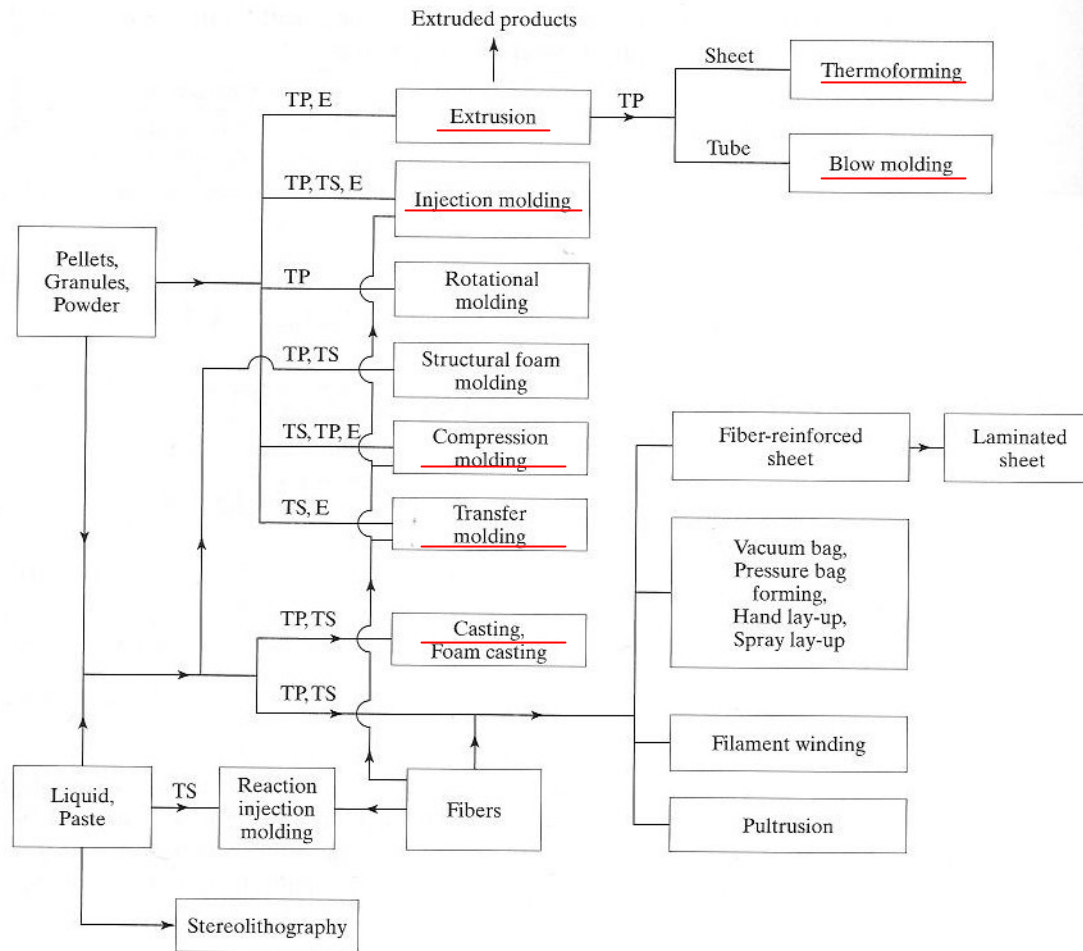 Extruded products
Sheet
Thermoforming
TP, E
Extrusion
TP
Tube
Blow molding
TP, TS, E
Injection molding
Pellets,
Granules,
Powder
TP
Rotational
molding
TP, TS
Structural foam
molding
TS, TP, E
Compression
molding
Fiber-reinforced
sheet
Laminated
sheet
TS, E
Transfer
molding
Vacuum bag,
Pressure bag
forming,
Hand lay-up,
Spray lay-up
TP, TS
Casting,
Foam casting
TP, TS
Filament winding
Liquid,
Paste
TS
Reaction
injection
molding
Fibers
Pultrusion
Stereolithography